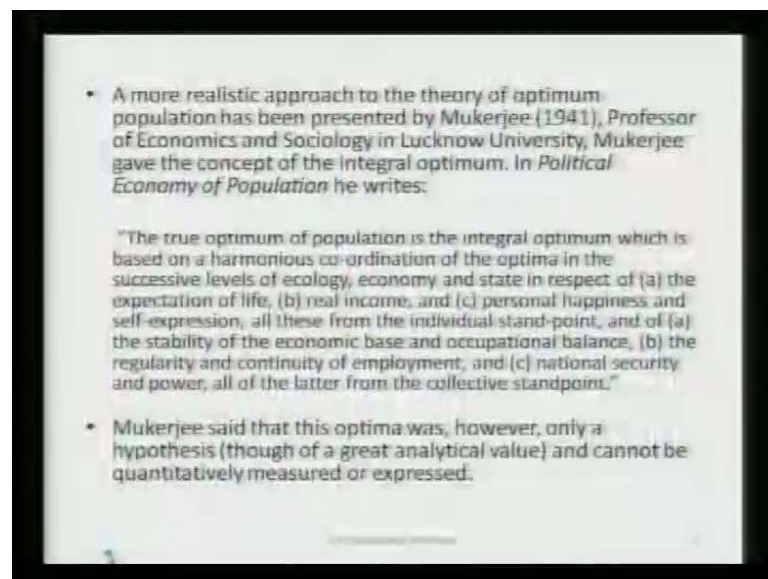 • A more realistic approach to the theory of optimum
population has been presented by Mukerjee (1941), Professor
of Economics and Sociology in Lucknow University, Mukerjee
gave the concept of the integral optimum. In Political
Economy of Population he writes:
"The true optimum of population is the integral optimum which is
based on a harmonious co-ordination of the optima in the
successive levels of ecology, economy and state in respect of (a) the
expectation of life, (b) real income, and (c) personal happiness and
self-expression, all these from the individual stand-point, and of (a)
the stability of the economic base and occupational balance, (b) the
regularity and continuity of employment, and (c) national security
and power, all of the latter from the collective standpoint."
• Mukerjee said that this optima was, however, only a
hypothesis (though of a great analytical value) and cannot be
quantitatively measured or expressed.